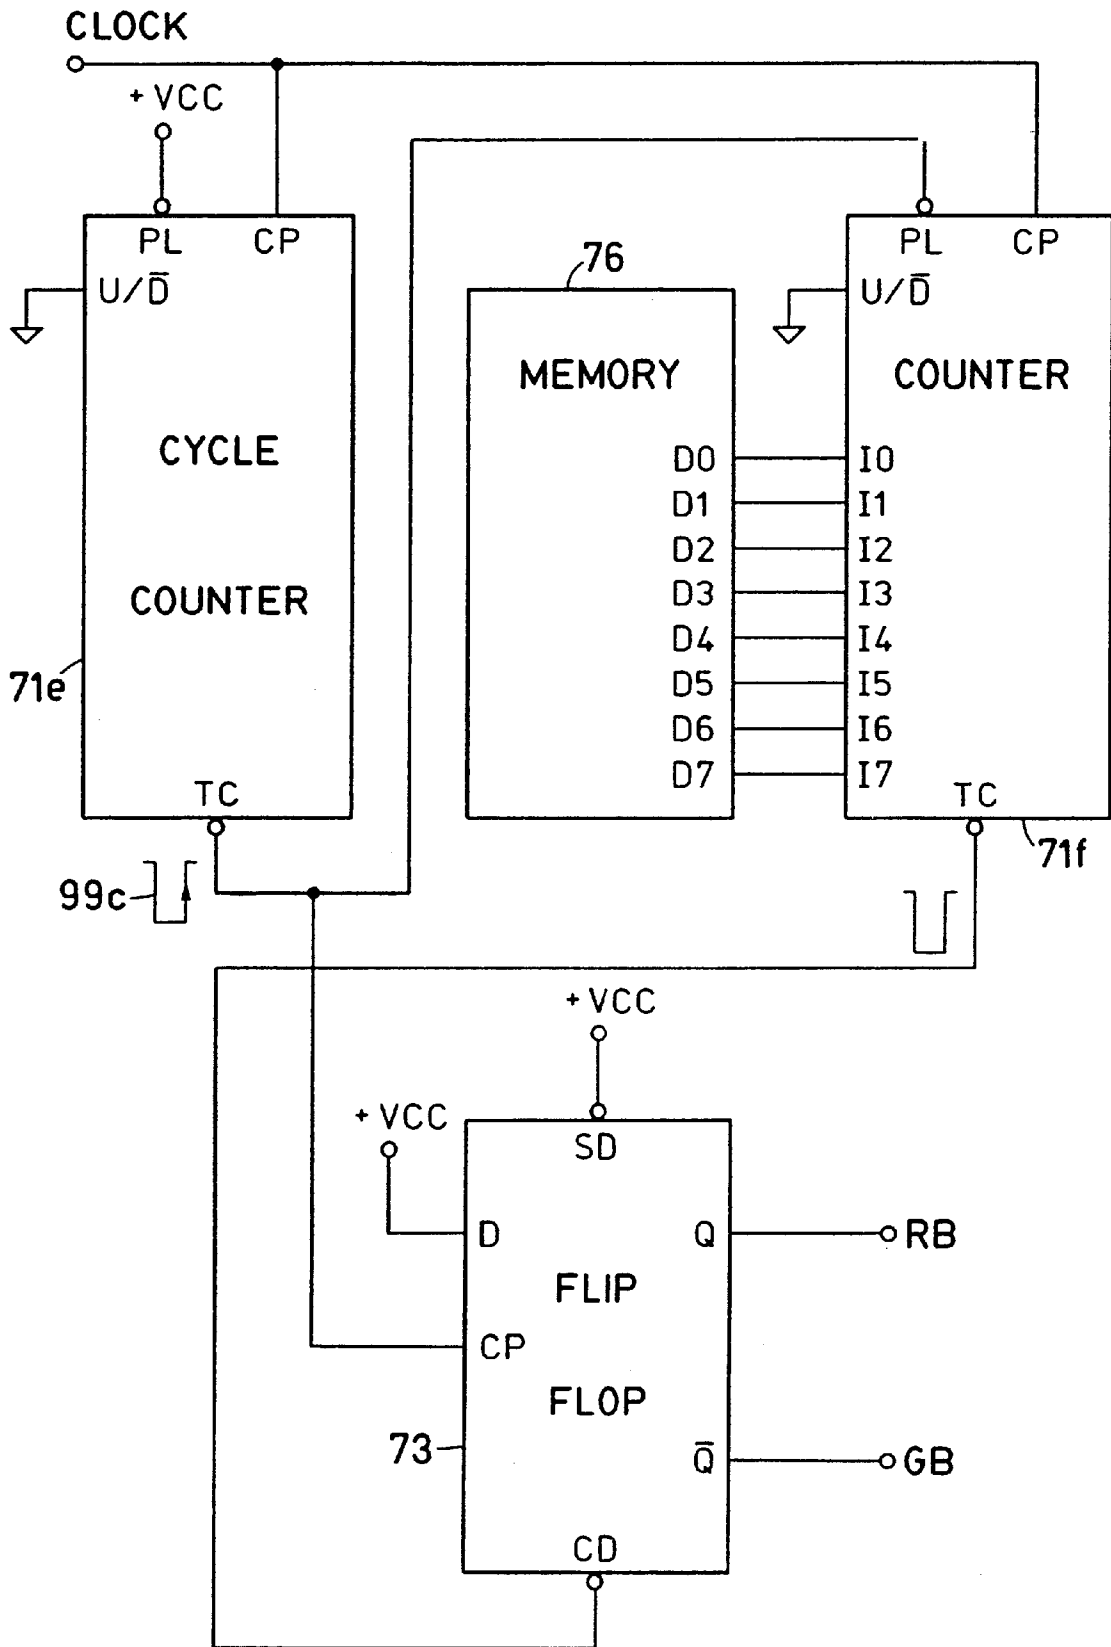 CLOCK
+VCC
PL CP
U/D̅
CYCLE
COUNTER
71e
TC
99c
76
MEMORY
D0
D1
D2
D3
D4
D5
D6
D7
PL CP
U/D̅
COUNTER
I0
I1
I2
I3
I4
I5
I6
I7
TC
71f
+VCC
+VCC
SD
D Q RB
FLIP
CP
FLOP
73
Q̅ GB
CD